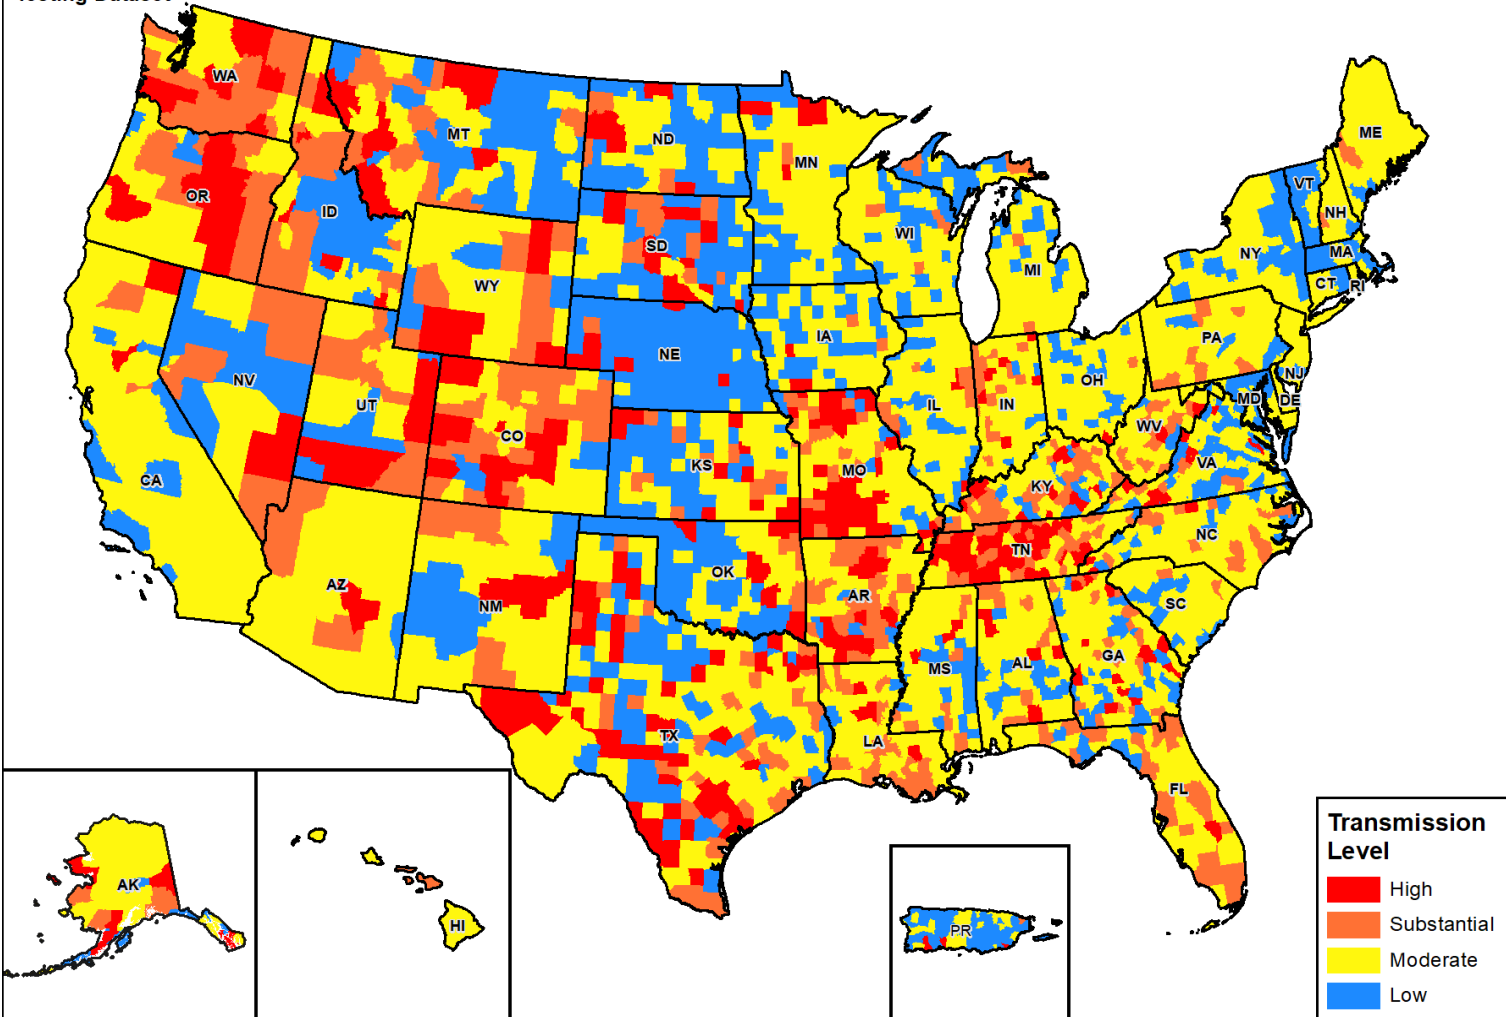 WA
MT
ND
MN
ME
OR
ID
SD
WI
VT
NH
NY
MA
MI
CT
RI
WY
IA
PA
NE
NV
UT
OH
NJ
IL
IN
MD
DE
CO
WV
KS
MO
VA
CA
KY
NC
TN
AZ
OK
NM
AR
SC
MS
AL
GA
TX
LA
FL
AK
HI
PR
Transmission
Level
High
Substantial
Moderate
Low